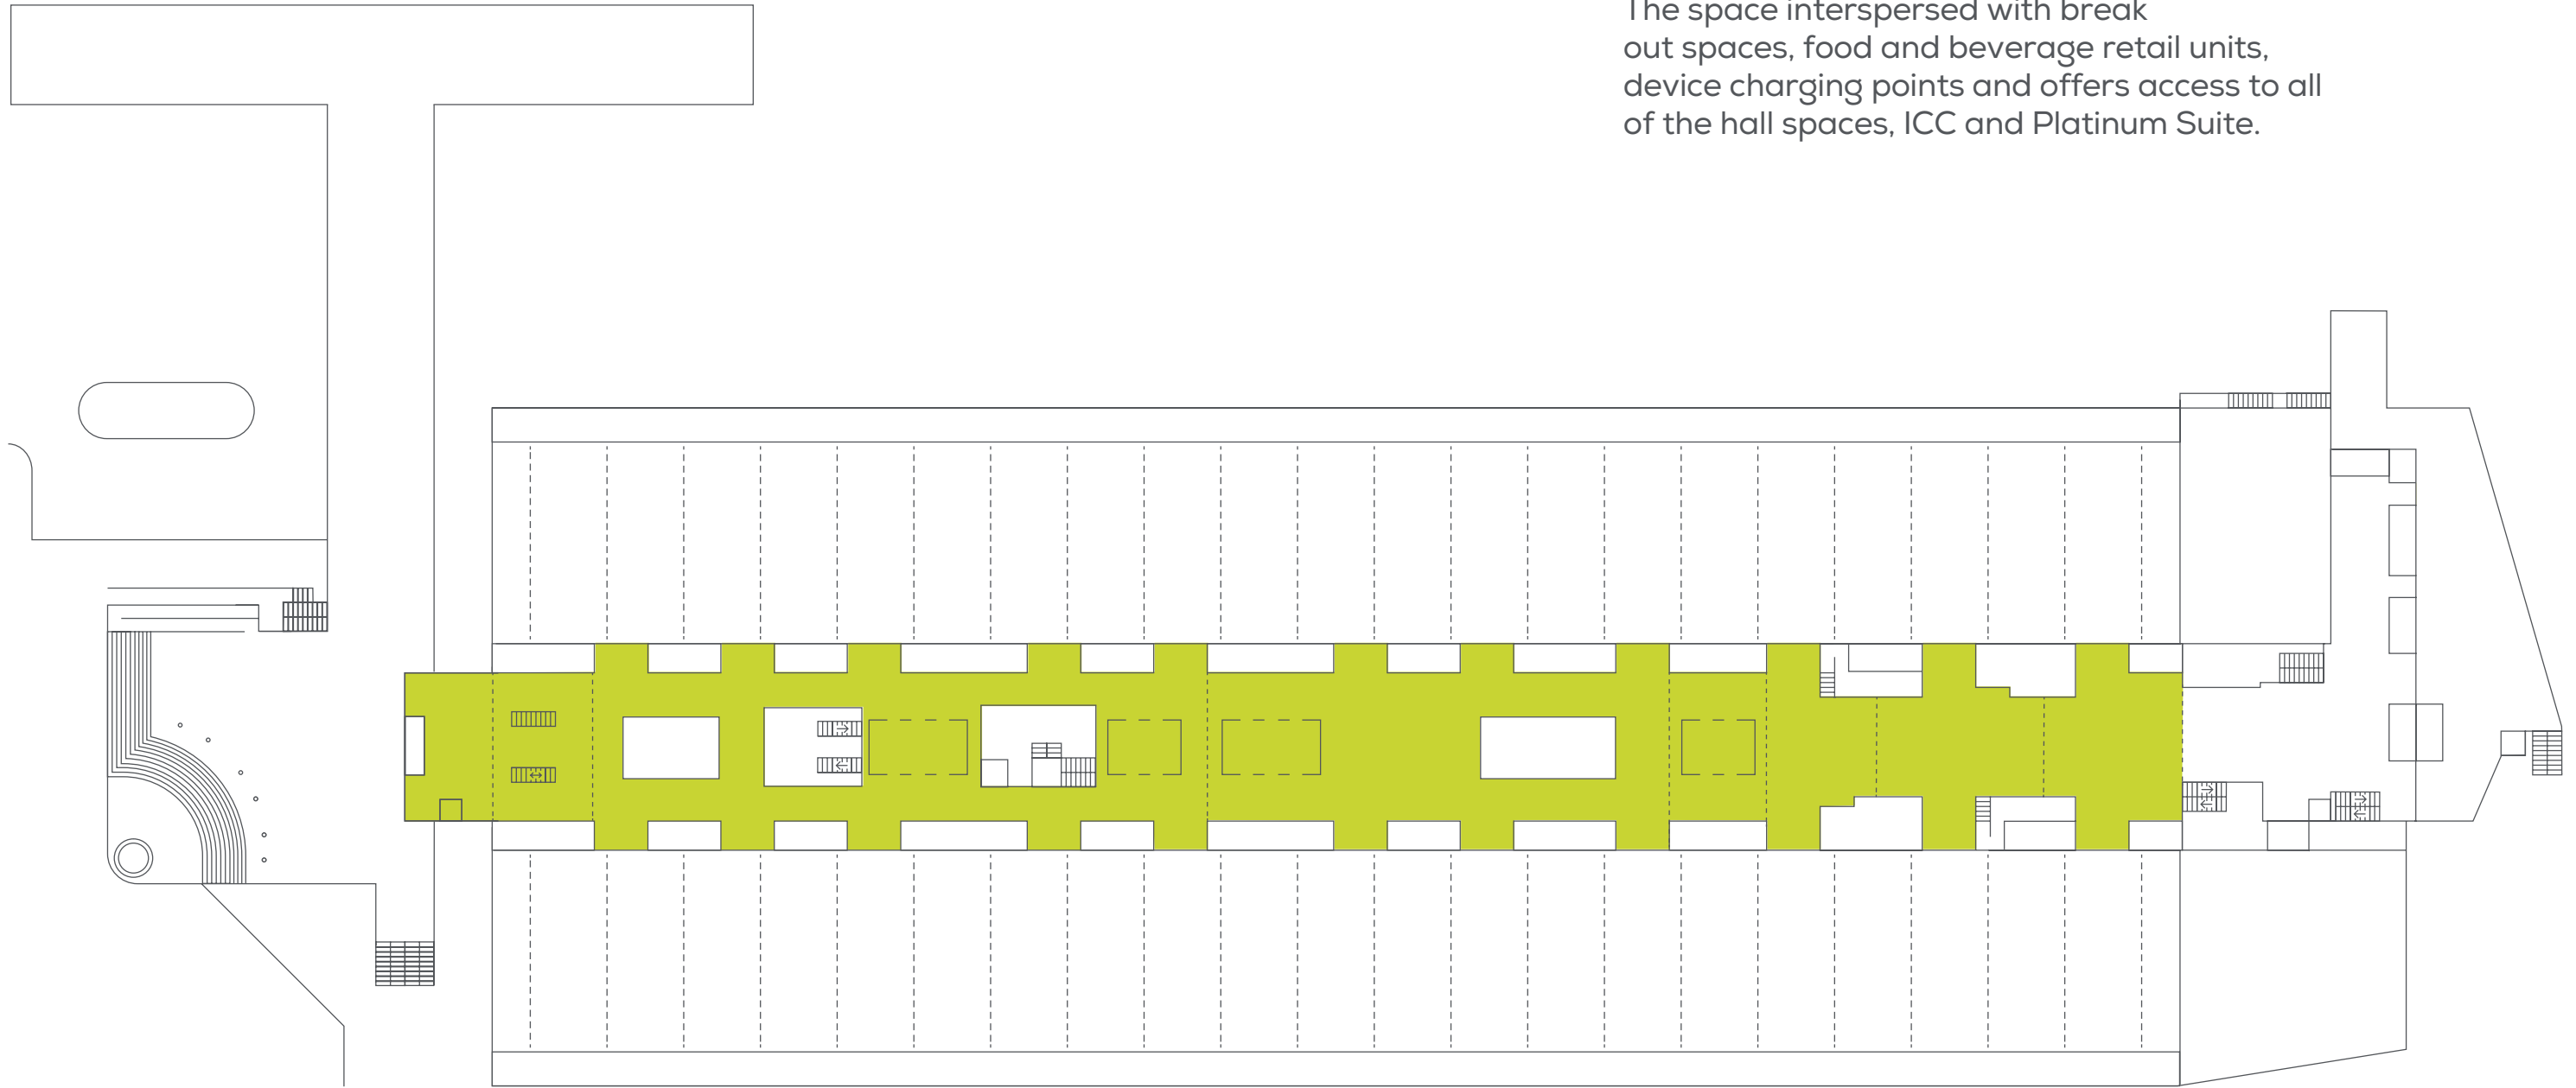 The space interspersed with break
out spaces, food and beverage retail units,
device charging points and offers access to all
of the hall spaces, ICC and Platinum Suite.